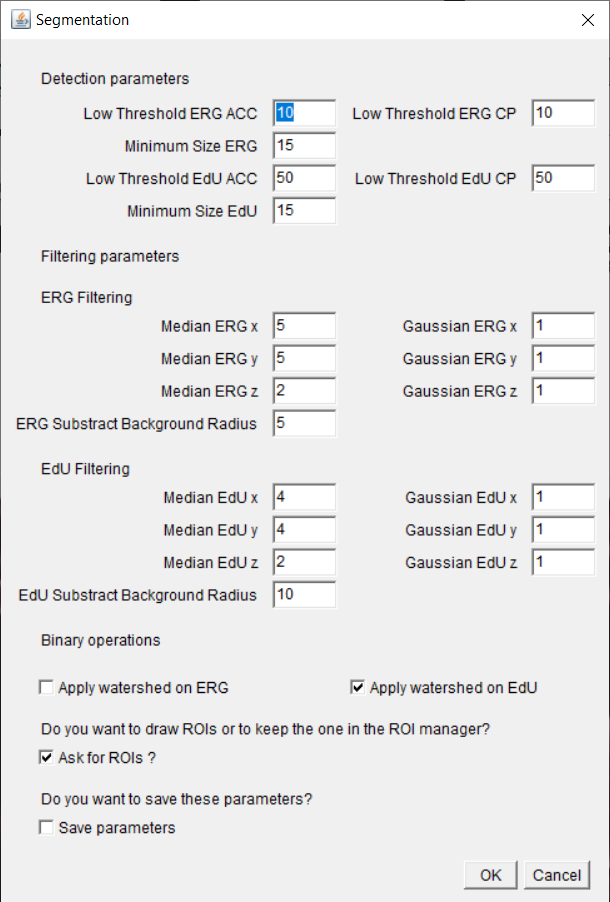 Segmentation
Detection parameters
Low Threshold ERG ACC 10 Low Threshold ERG CP 10
Minimum Size ERG 15
Low Threshold EdU ACC 50 Low Threshold EdU CP 50
Minimum Size EdU 15
Filtering parameters
ERG Filtering
Median ERG x 5 Gaussian ERG x 1
Median ERG y 5 Gaussian ERG y 1
Median ERG z 2 Gaussian ERG z 1
ERG Substract Background Radius 5
EdU Filtering
Median EdU x 4 Gaussian EdU x 1
Median EdU y 4 Gaussian EdU y 1
Median EdU z 2 Gaussian EdU z 1
EdU Substract Background Radius 10
Binary operations
Apply watershed on ERG Apply watershed on EdU
Do you want to draw ROIs or to keep the one in the ROI manager?
Ask for ROIs ?
Do you want to save these parameters?
Save parameters
OK Cancel